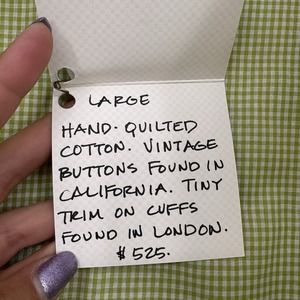 LARGE
HAND-QUILTED
COTTON. VINTAGE
BUTTONS FOUND IN
CALIFORNIA. TINY
TRIM ON CUFFS
FOUND IN LONDON.
$525.